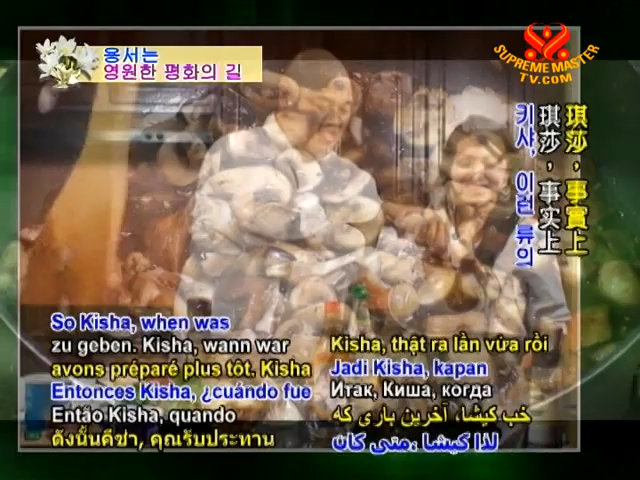 용서는
영원한 평화의 길
SUPREME MASTER
TV.COM
琪莎，事實上
琪莎，事实上
키샤, 이런 류의
So Kisha, when was
zu geben. Kisha, wann war
avons préparé plus tôt. Kisha
Entonces Kisha, ¿cuándo fue
Então Kisha, quando
ดังนั้นคีช่า, คุณรับประทาน
Kisha, thật ra lần vừa rồi
Jadi Kisha, kapan
Итак, Киша, когда
خب کیشا، آخرین باری که
لذا كيشا ،متى كان